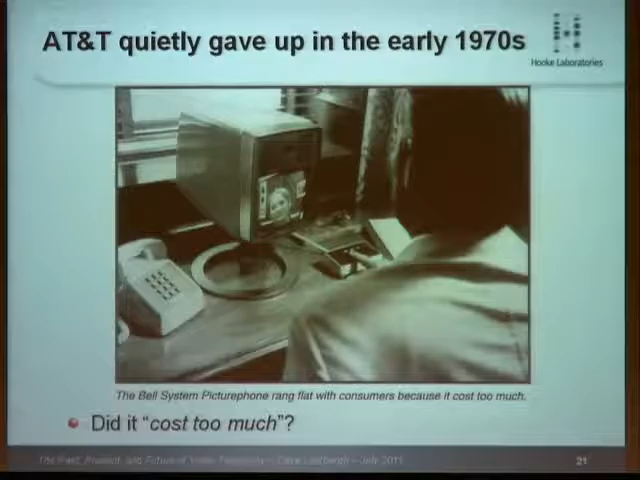 AT&T quietly gave up in the early 1970s
Hooke Laboratories
The Bell System Picturephone rang flat with consumers because it cost too much.
Did it "cost too much"?
The Past, Present, and Future of Video Telephony – Dave Lindbergh – July 2011
21